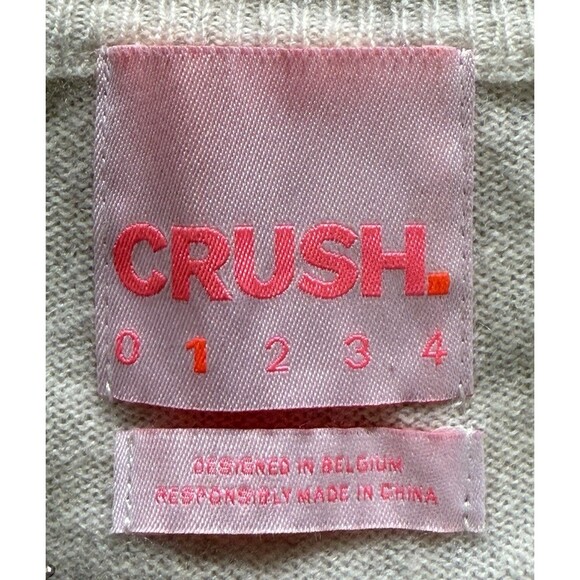 CRUSH.
0 1 2 3 4
DESIGNED IN BELGIUM
RESPONSIBLY MADE IN CHINA